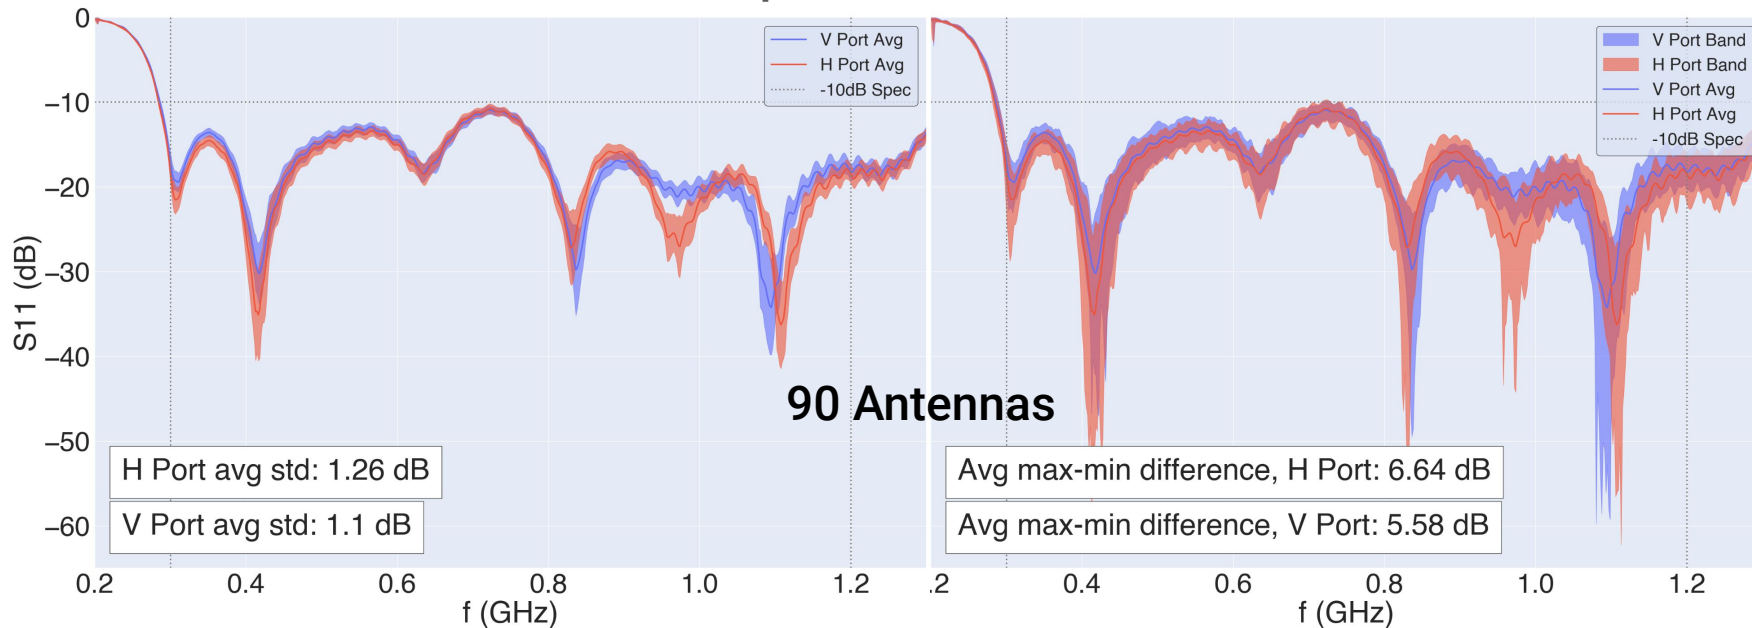 0
−10
−20
−30
−40
−50
−60
S11 (dB)
0.2
0.4
0.6
0.8
1.0
1.2
f (GHz)
V Port Avg
H Port Avg
-10dB Spec
H Port avg std: 1.26 dB
V Port avg std: 1.1 dB
90 Antennas
V Port Band
H Port Band
V Port Avg
H Port Avg
-10dB Spec
Avg max-min difference, H Port: 6.64 dB
Avg max-min difference, V Port: 5.58 dB
.2
0.4
0.6
0.8
1.0
1.2
f (GHz)